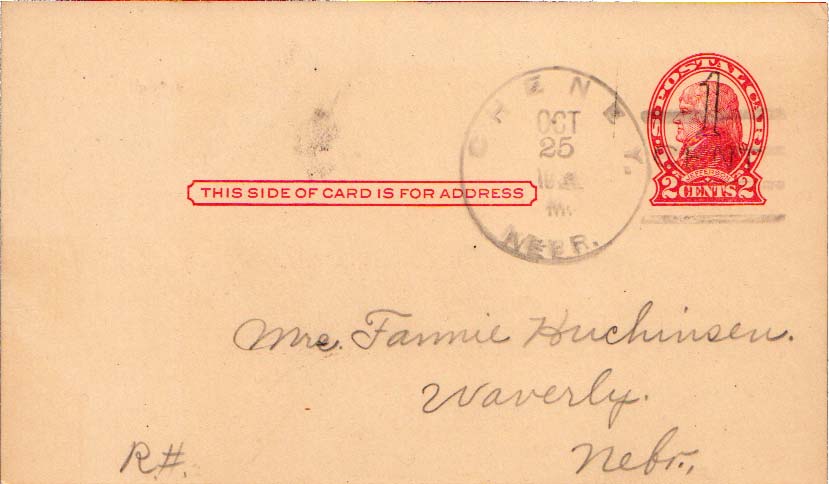 U.S. POSTAL CARD
1
JEFFERSON
2 CENTS 2
CHENEY.
OCT
25
NEBR.
THIS SIDE OF CARD IS FOR ADDRESS
Mrs. Fannie Huchinsen.
Waverly.
Nebr.,
R#.